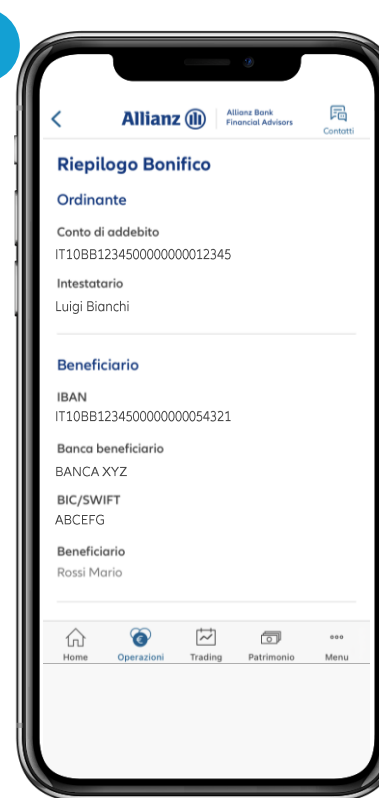 Allianz
Allianz Bank
Financial Advisors
Contatti
Riepilogo Bonifico
Ordinante
Conto di addebito
IT10BB1234500000000012345
Intestatario
Luigi Bianchi
Beneficiario
IBAN
IT10BB1234500000000054321
Banca beneficiario
BANCA XYZ
BIC/SWIFT
ABCEFG
Beneficiario
Rossi Mario
Home Operazioni Trading Patrimonio Menu